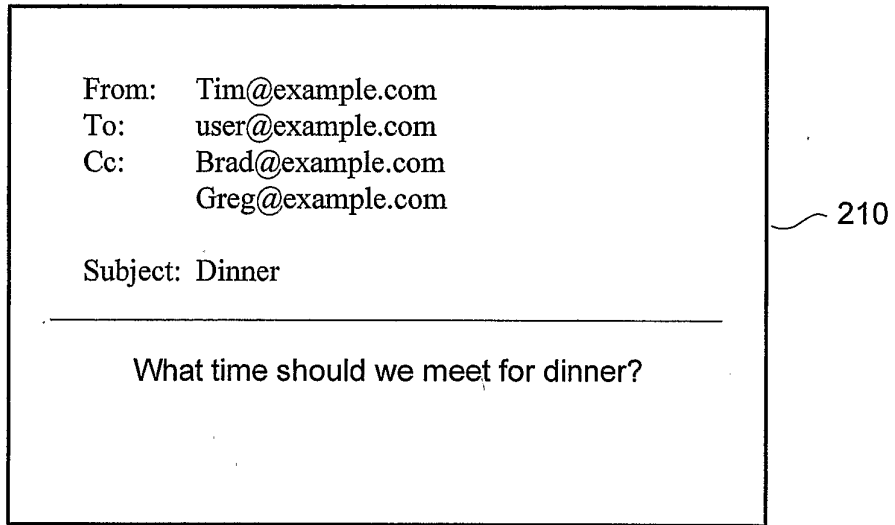 From: Tim@example.com
To: user@example.com
Cc: Brad@example.com
Greg@example.com
210
Subject: Dinner
What time should we meet for dinner?